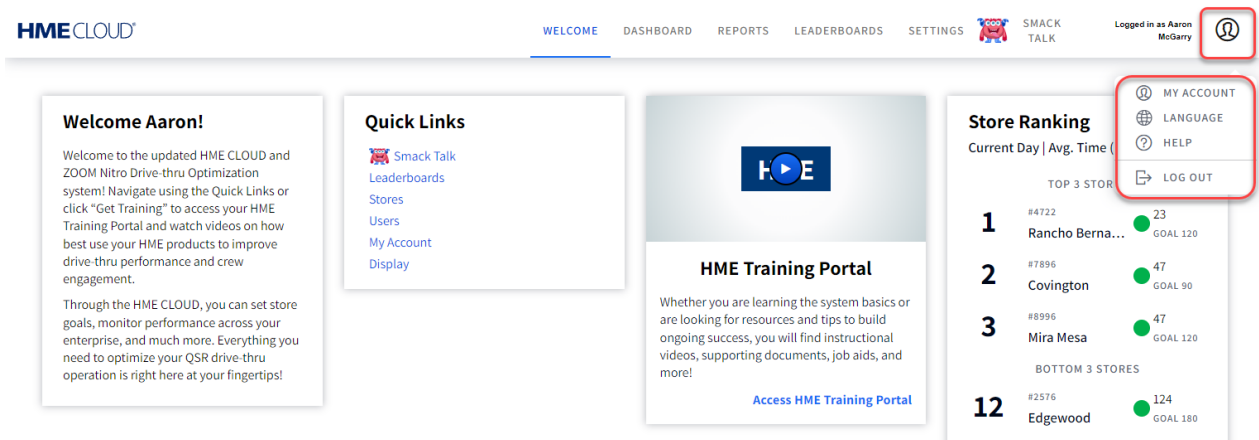 HME CLOUD®
WELCOME
DASHBOARD
REPORTS
LEADERBOARDS
SETTINGS
SMACK
TALK
Logged in as Aaron
McGarry
MY ACCOUNT
LANGUAGE
HELP
LOG OUT
Welcome Aaron!
Welcome to the updated HME CLOUD and
ZOOM Nitro Drive-thru Optimization
system! Navigate using the Quick Links or
click “Get Training” to access your HME
Training Portal and watch videos on how
best use your HME products to improve
drive-thru performance and crew
engagement.
Through the HME CLOUD, you can set store
goals, monitor performance across your
enterprise, and much more. Everything you
need to optimize your QSR drive-thru
operation is right here at your fingertips!
Quick Links
Smack Talk
Leaderboards
Stores
Users
My Account
Display
HME Training Portal
Whether you are learning the system basics or
are looking for resources and tips to build
ongoing success, you will find instructional
videos, supporting documents, job aids, and
more!
Access HME Training Portal
Store Ranking
Current Day | Avg. Time (
TOP 3 STOR
1
#4722
Rancho Berna...
23
GOAL 120
2
#7896
Covington
47
GOAL 90
3
#8996
Mira Mesa
47
GOAL 120
BOTTOM 3 STORES
12
#2576
Edgewood
124
GOAL 180